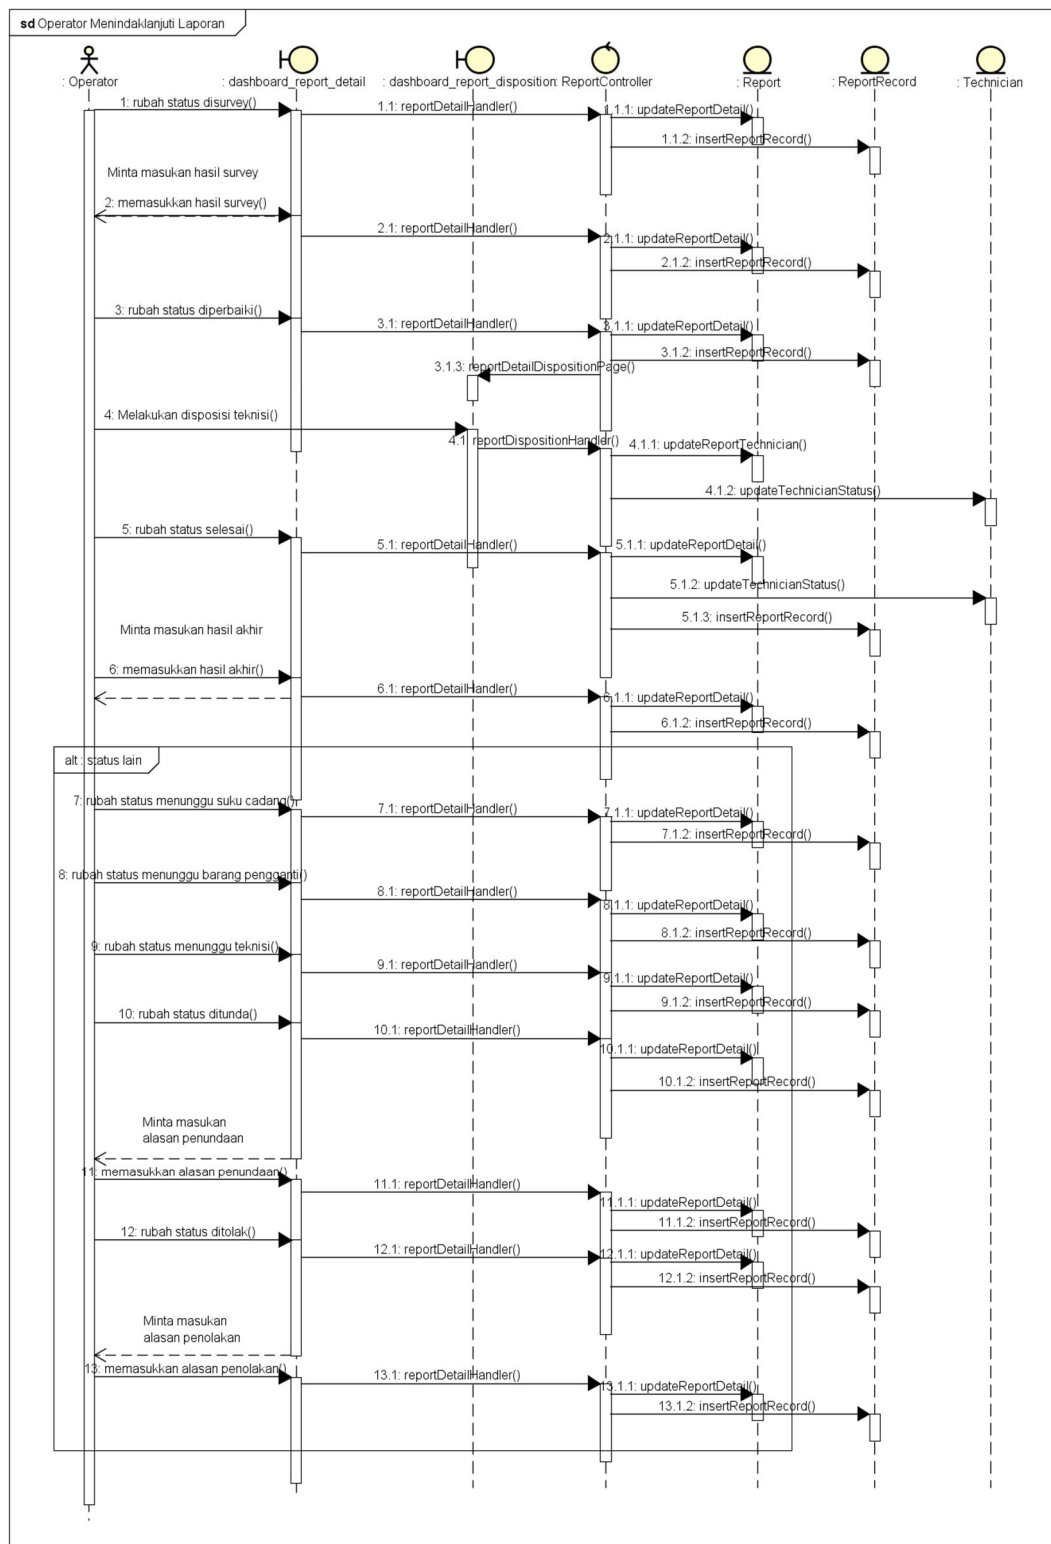 sd Operator Menindaklanjuti Laporan
: Operator
: dashboard_report_detail
: dashboard_report_disposition
: ReportController
: Report
: ReportRecord
: Technician
1: rubah status disurvey()
1.1: reportDetailHandler()
1.1.1: updateReportDetail()
1.1.2: insertReportRecord()
Minta masukan hasil survey
2: memasukkan hasil survey()
2.1: reportDetailHandler()
2.1.1: updateReportDetail()
2.1.2: insertReportRecord()
3: rubah status diperbaiki()
3.1: reportDetailHandler()
3.1.1: updateReportDetail()
3.1.2: insertReportRecord()
3.1.3: reportDetailDispositionPage()
4: Melakukan disposisi teknisi()
4.1: reportDispositionHandler()
4.1.1: updateReportTechnician()
4.1.2: updateTechnicianStatus()
5: rubah status selesai()
5.1: reportDetailHandler()
5.1.1: updateReportDetail()
5.1.2: updateTechnicianStatus()
5.1.3: insertReportRecord()
Minta masukan hasil akhir
6: memasukkan hasil akhir()
6.1: reportDetailHandler()
6.1.1: updateReportDetail()
6.1.2: insertReportRecord()
alt : status lain
7: rubah status menunggu suku cadang()
7.1: reportDetailHandler()
7.1.1: updateReportDetail()
7.1.2: insertReportRecord()
8: rubah status menunggu barang pengganti()
8.1: reportDetailHandler()
8.1.1: updateReportDetail()
8.1.2: insertReportRecord()
9: rubah status menunggu teknisi()
9.1: reportDetailHandler()
9.1.1: updateReportDetail()
9.1.2: insertReportRecord()
10: rubah status ditunda()
10.1: reportDetailHandler()
10.1.1: updateReportDetail()
10.1.2: insertReportRecord()
Minta masukan
alasan penundaan
11: memasukkan alasan penundaan()
11.1: reportDetailHandler()
11.1.1: updateReportDetail()
11.1.2: insertReportRecord()
12: rubah status ditolak()
12.1: reportDetailHandler()
12.1.1: updateReportDetail()
12.1.2: insertReportRecord()
Minta masukan
alasan penolakan
13: memasukkan alasan penolakan()
13.1: reportDetailHandler()
13.1.1: updateReportDetail()
13.1.2: insertReportRecord()